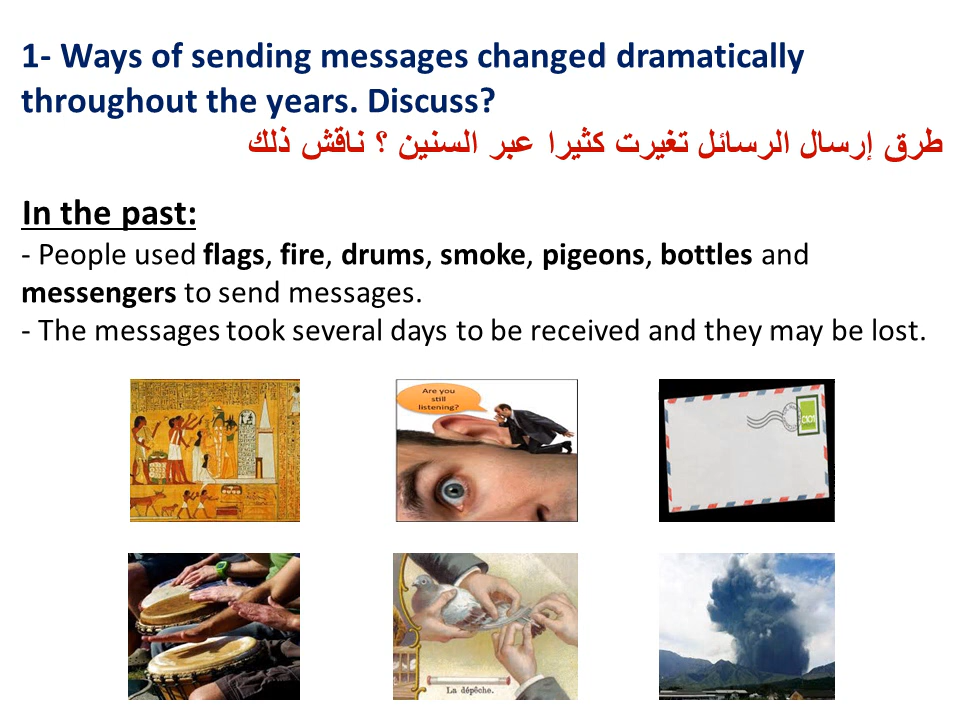 1- Ways of sending messages changed dramatically
throughout the years. Discuss?
طرق إرسال الرسائل تغيرت كثيرا عبر السنين ؟ ناقش ذلك
In the past:
- People used flags, fire, drums, smoke, pigeons, bottles and
messengers to send messages.
- The messages took several days to be received and they may be lost.
Are you
still
listening?
C101
La dépêche.